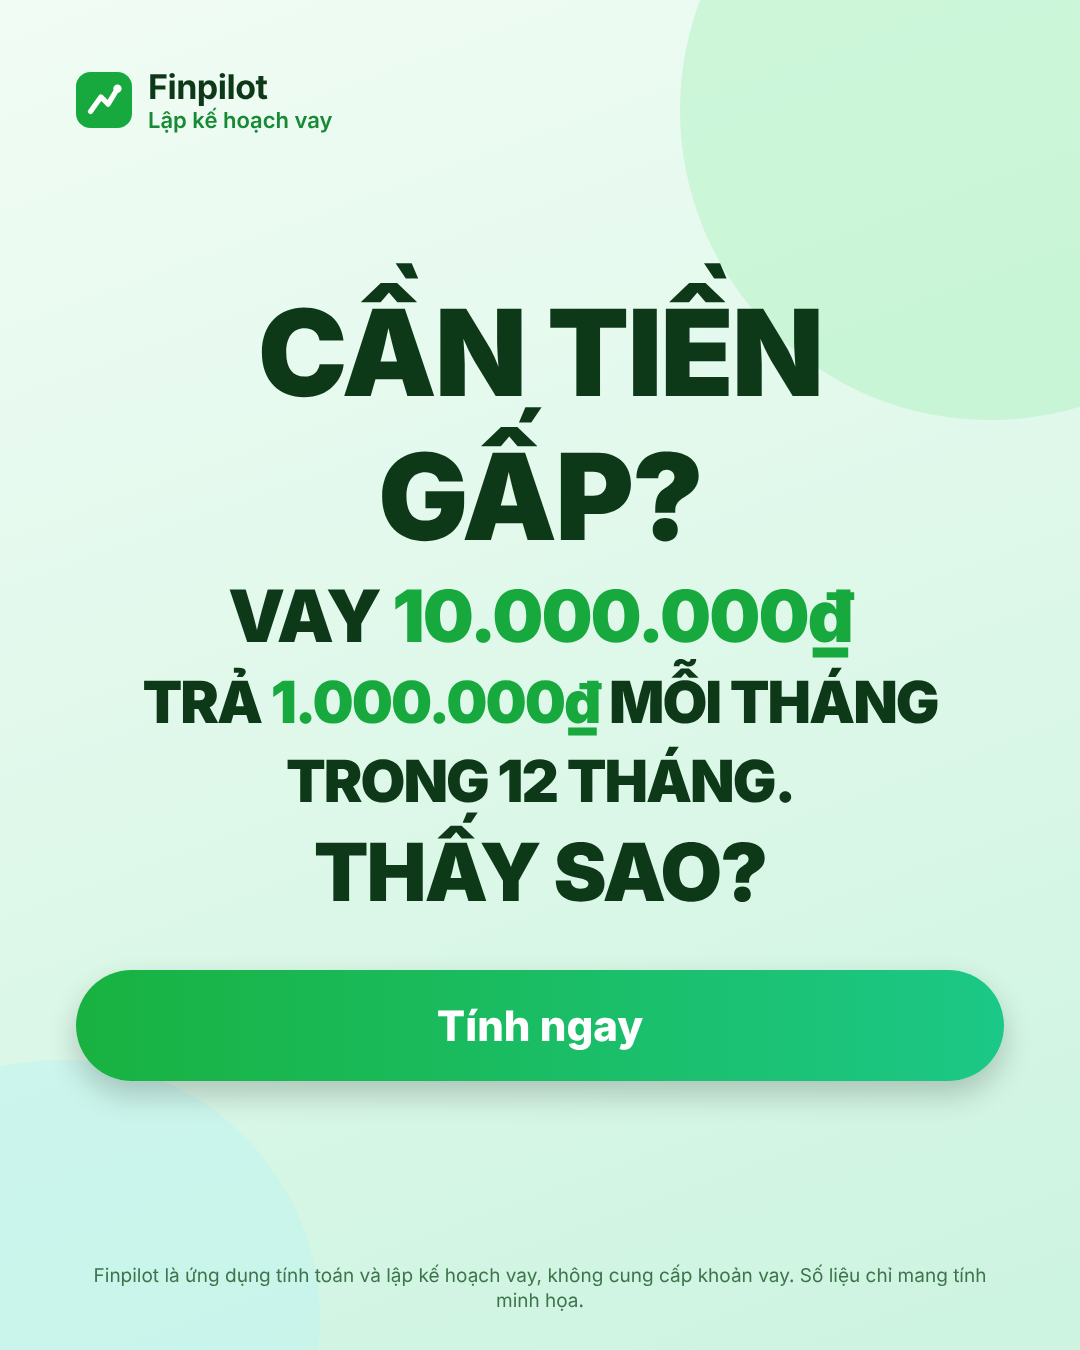 Finpilot
Lập kế hoạch vay
CẦN TIỀN
GẤP?
VAY 10.000.000₫
TRẢ 1.000.000₫ MỖI THÁNG
TRONG 12 THÁNG.
THẤY SAO?
Tính ngay
Finpilot là ứng dụng tính toán và lập kế hoạch vay, không cung cấp khoản vay. Số liệu chỉ mang tính
minh họa.